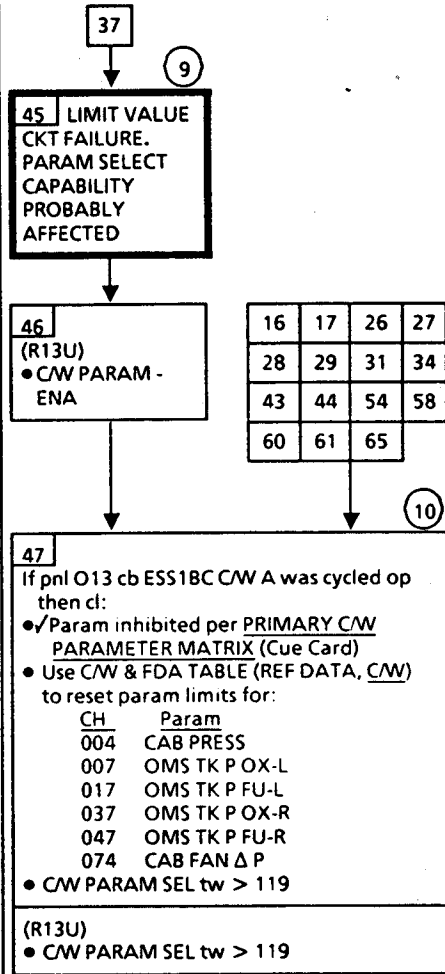 37
9
45 LIMIT VALUE
CKT FAILURE.
PARAM SELECT
CAPABILITY
PROBABLY
AFFECTED
46
(R13U)
• C/W PARAM -
ENA
16 17 26 27
28 29 31 34
43 44 54 58
60 61 65
10
47
If pnl O13 cb ESS1BC C/W A was cycled op
then cl:
•√Param inhibited per PRIMARY C/W
PARAMETER MATRIX (Cue Card)
• Use C/W & FDA TABLE (REF DATA, C/W)
to reset param limits for:
CH Param
004 CAB PRESS
007 OMS TK P OX-L
017 OMS TK P FU-L
037 OMS TK P OX-R
047 OMS TK P FU-R
074 CAB FAN Δ P
• C/W PARAM SEL tw > 119
(R13U)
• C/W PARAM SEL tw > 119